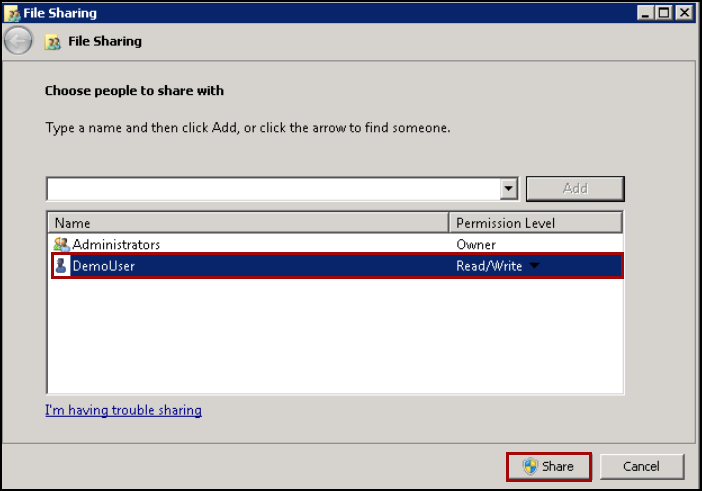 File Sharing
File Sharing
Choose people to share with
Type a name and then click Add, or click the arrow to find someone.
Add
Name Permission Level
Administrators Owner
DemoUser Read/Write
I'm having trouble sharing
Share Cancel